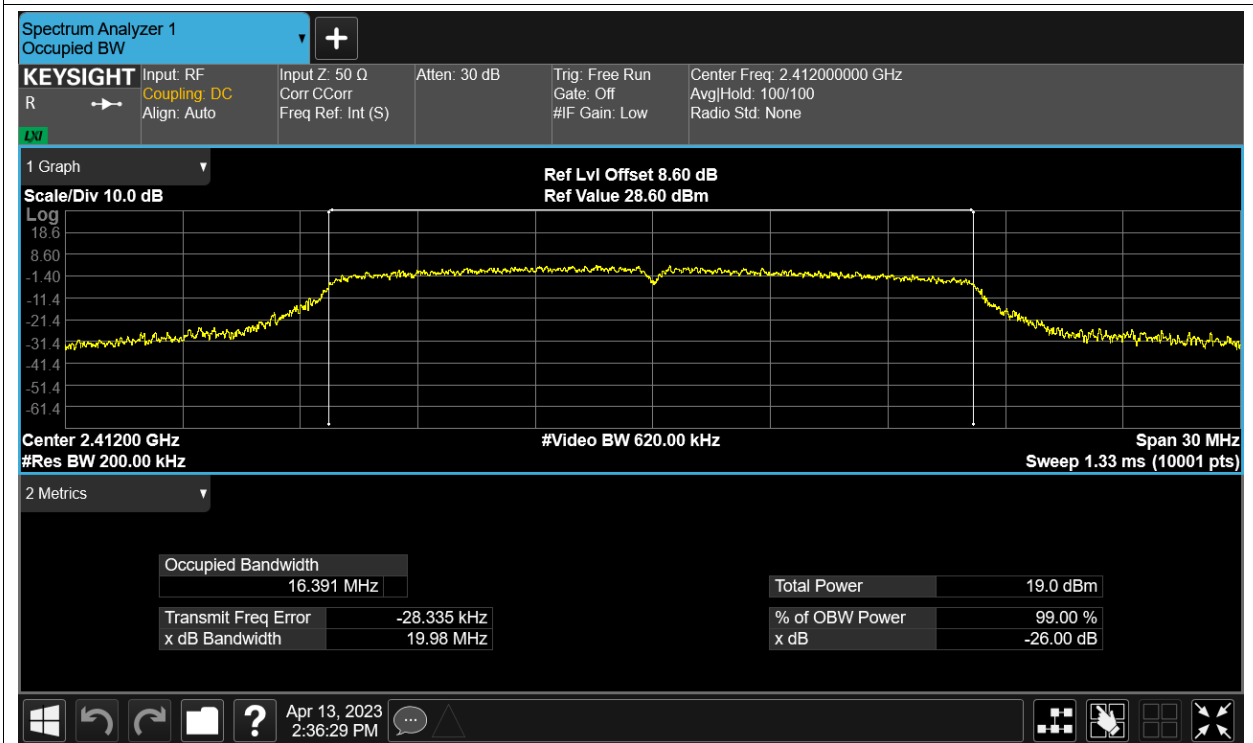 Spectrum Analyzer 1
Occupied BW
KEYSIGHT
R
LXI
Input: RF
Coupling: DC
Align: Auto
Input Z: 50 Ω
Corr CCorr
Freq Ref: Int (S)
Atten: 30 dB
Trig: Free Run
Gate: Off
#IF Gain: Low
Center Freq: 2.412000000 GHz
Avg|Hold: 100/100
Radio Std: None
1 Graph
Ref Lvl Offset 8.60 dB
Scale/Div 10.0 dB
Ref Value 28.60 dBm
Log
18.6
8.60
-1.40
-11.4
-21.4
-31.4
-41.4
-51.4
-61.4
Center 2.41200 GHz
#Video BW 620.00 kHz
Span 30 MHz
#Res BW 200.00 kHz
Sweep 1.33 ms (10001 pts)
2 Metrics
Occupied Bandwidth
16.391 MHz
Total Power 19.0 dBm
Transmit Freq Error -28.335 kHz
% of OBW Power 99.00 %
x dB Bandwidth 19.98 MHz
x dB -26.00 dB
?
Apr 13, 2023
2:36:29 PM